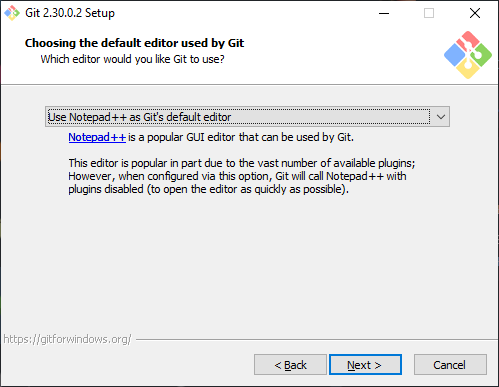 Git 2.30.0.2 Setup
Choosing the default editor used by Git
Which editor would you like Git to use?
Use Notepad++ as Git's default editor
Notepad++ is a popular GUI editor that can be used by Git.
This editor is popular in part due to the vast number of available plugins;
However, when configured via this option, Git will call Notepad++ with
plugins disabled (to open the editor as quickly as possible).
https://gitforwindows.org/
< Back
Next >
Cancel